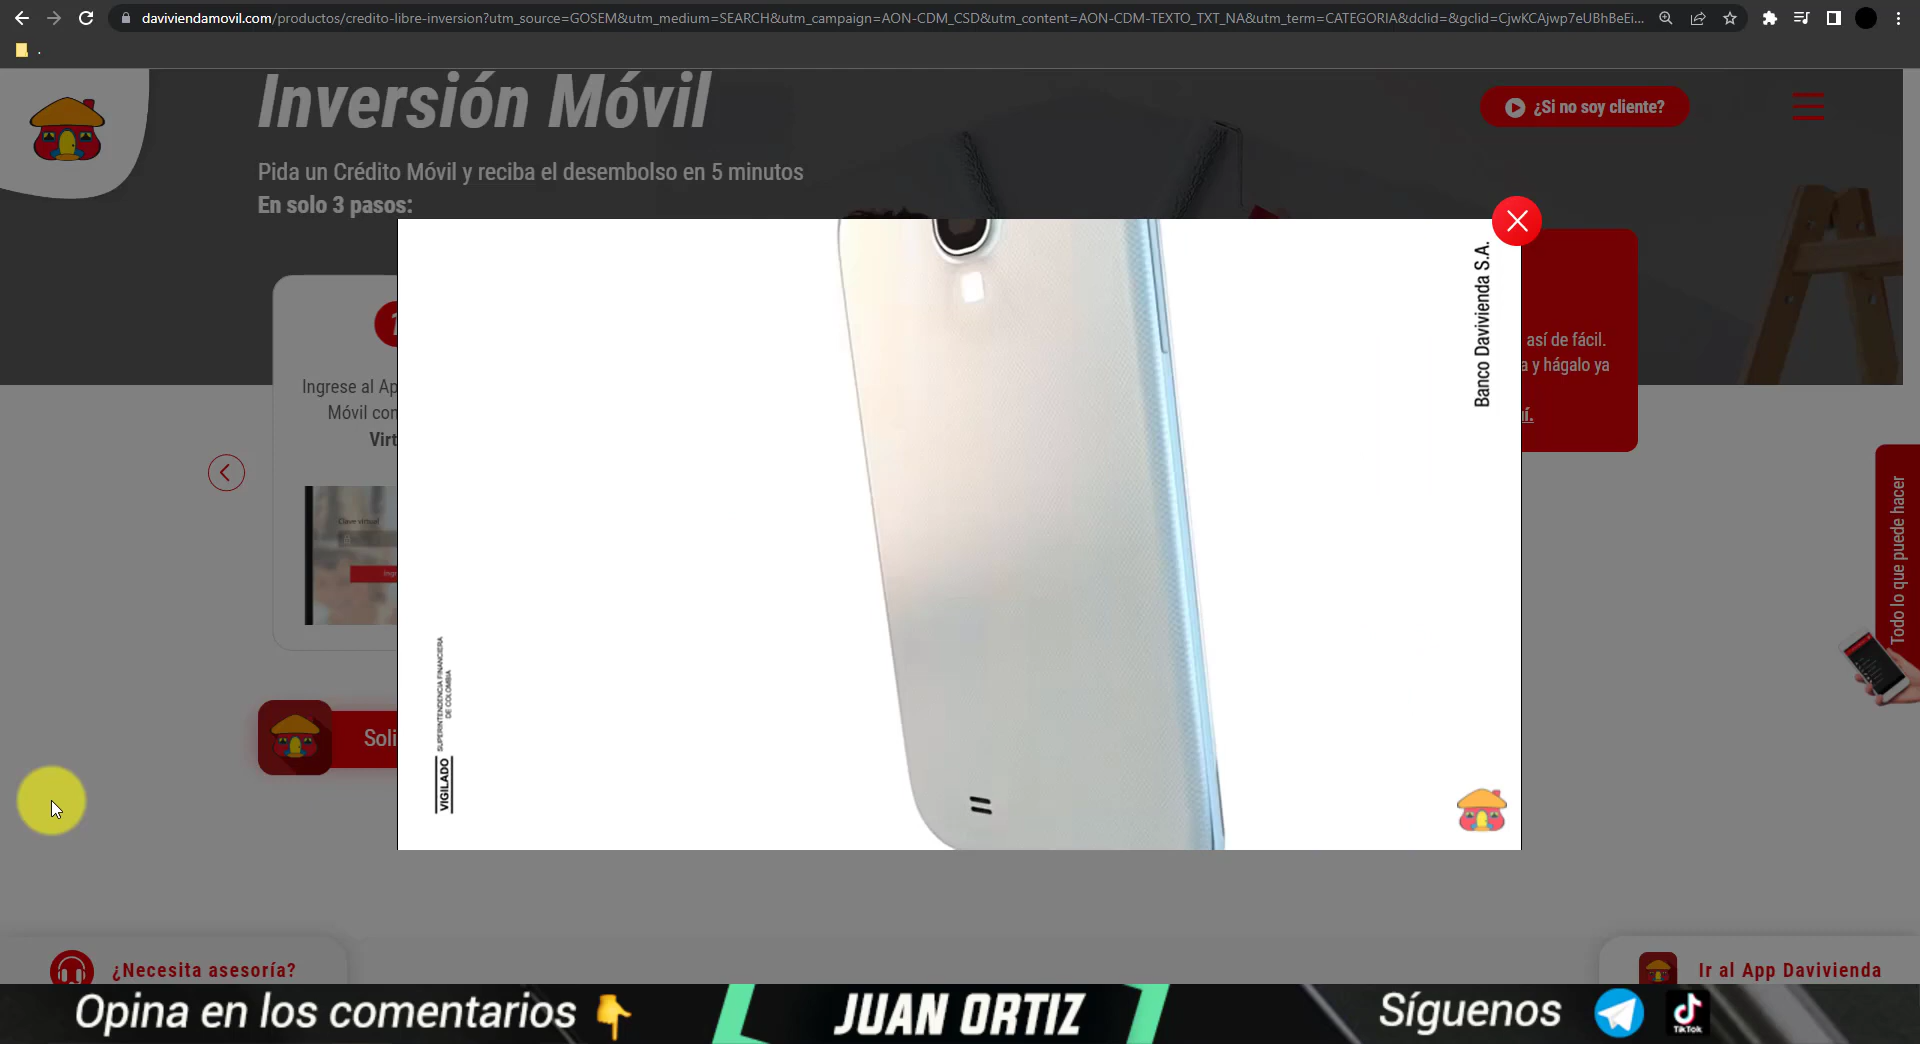 daviviendamovil.com/productos/credito-libre-inversion?utm_source=GOSEM&utm_medium=SEARCH&utm_campaign=AON-CDM_CSD&utm_content=AON-CDM-TEXTO_TXT_NA&utm_term=CATEGORIA&dclid=&gclid=CjwKCAjwp7eUBhBeEi...
.
Inversión Móvil
¿Si no soy cliente?
Pida un Crédito Móvil y reciba el desembolso en 5 minutos
En solo 3 pasos:
Banco Davivienda S.A.
así de fácil.
a y hágalo ya
Ingrese al Ap
Móvil con
Virt
Clave virtual
Ingr
Todo lo que puede hacer
SUPERINTENDENCIA FINANCIERA
DE COLOMBIA
VIGILADO
Soli
¿Necesita asesoría?
Ir al App Davivienda
Opina en los comentarios
JUAN ORTIZ
Síguenos
TikTok